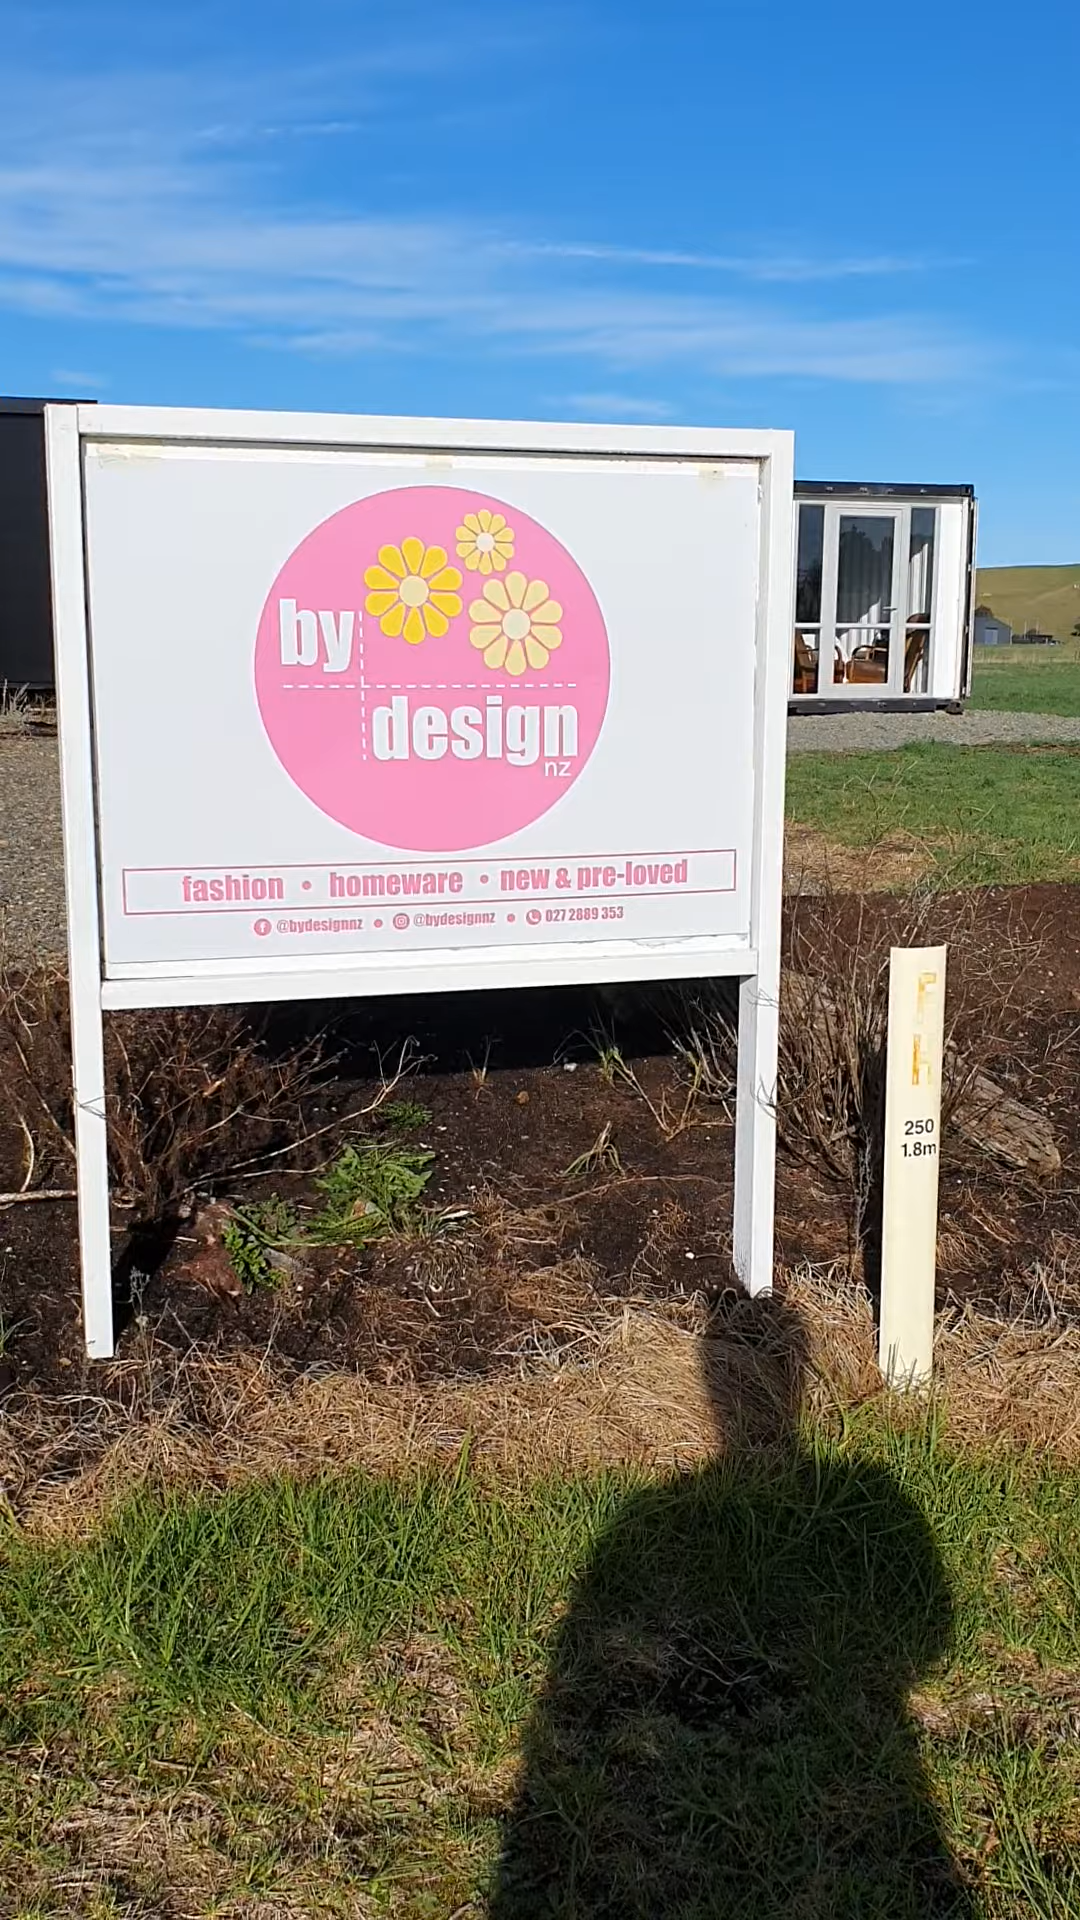 by
design
nz
fashion • homeware • new & pre-loved
@bydesignnz • @bydesignnz • 027 2889 353
F
H
250
1.8m